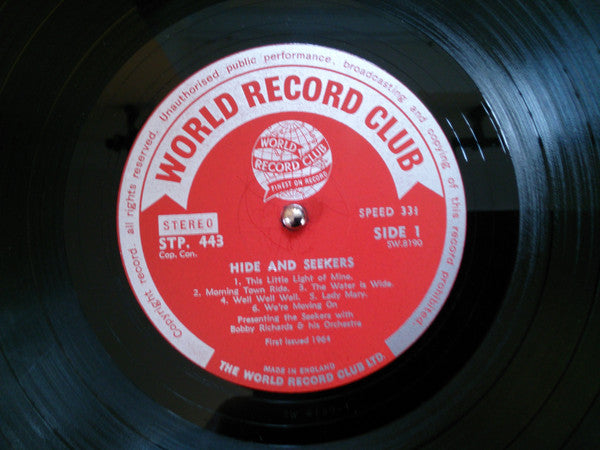 Copyright record. all rights reserved. Unauthorised public performance, broadcasting and copying of this record prohibited.
WORLD RECORD CLUB
WORLD
RECORD CLUB
FINEST ON RECORD
STEREO
STP. 443
Cop. Con.
SPEED 33⅓
SIDE 1
SW.8190
HIDE AND SEEKERS
1. This Little Light of Mine.
2. Morning Town Ride. 3. The Water is Wide.
4. Well Well Well. 5. Lady Mary.
6. We're Moving On
Presenting the Seekers with
Bobby Richards & his Orchestra
First issued 1964
MADE IN ENGLAND
THE WORLD RECORD CLUB LTD.